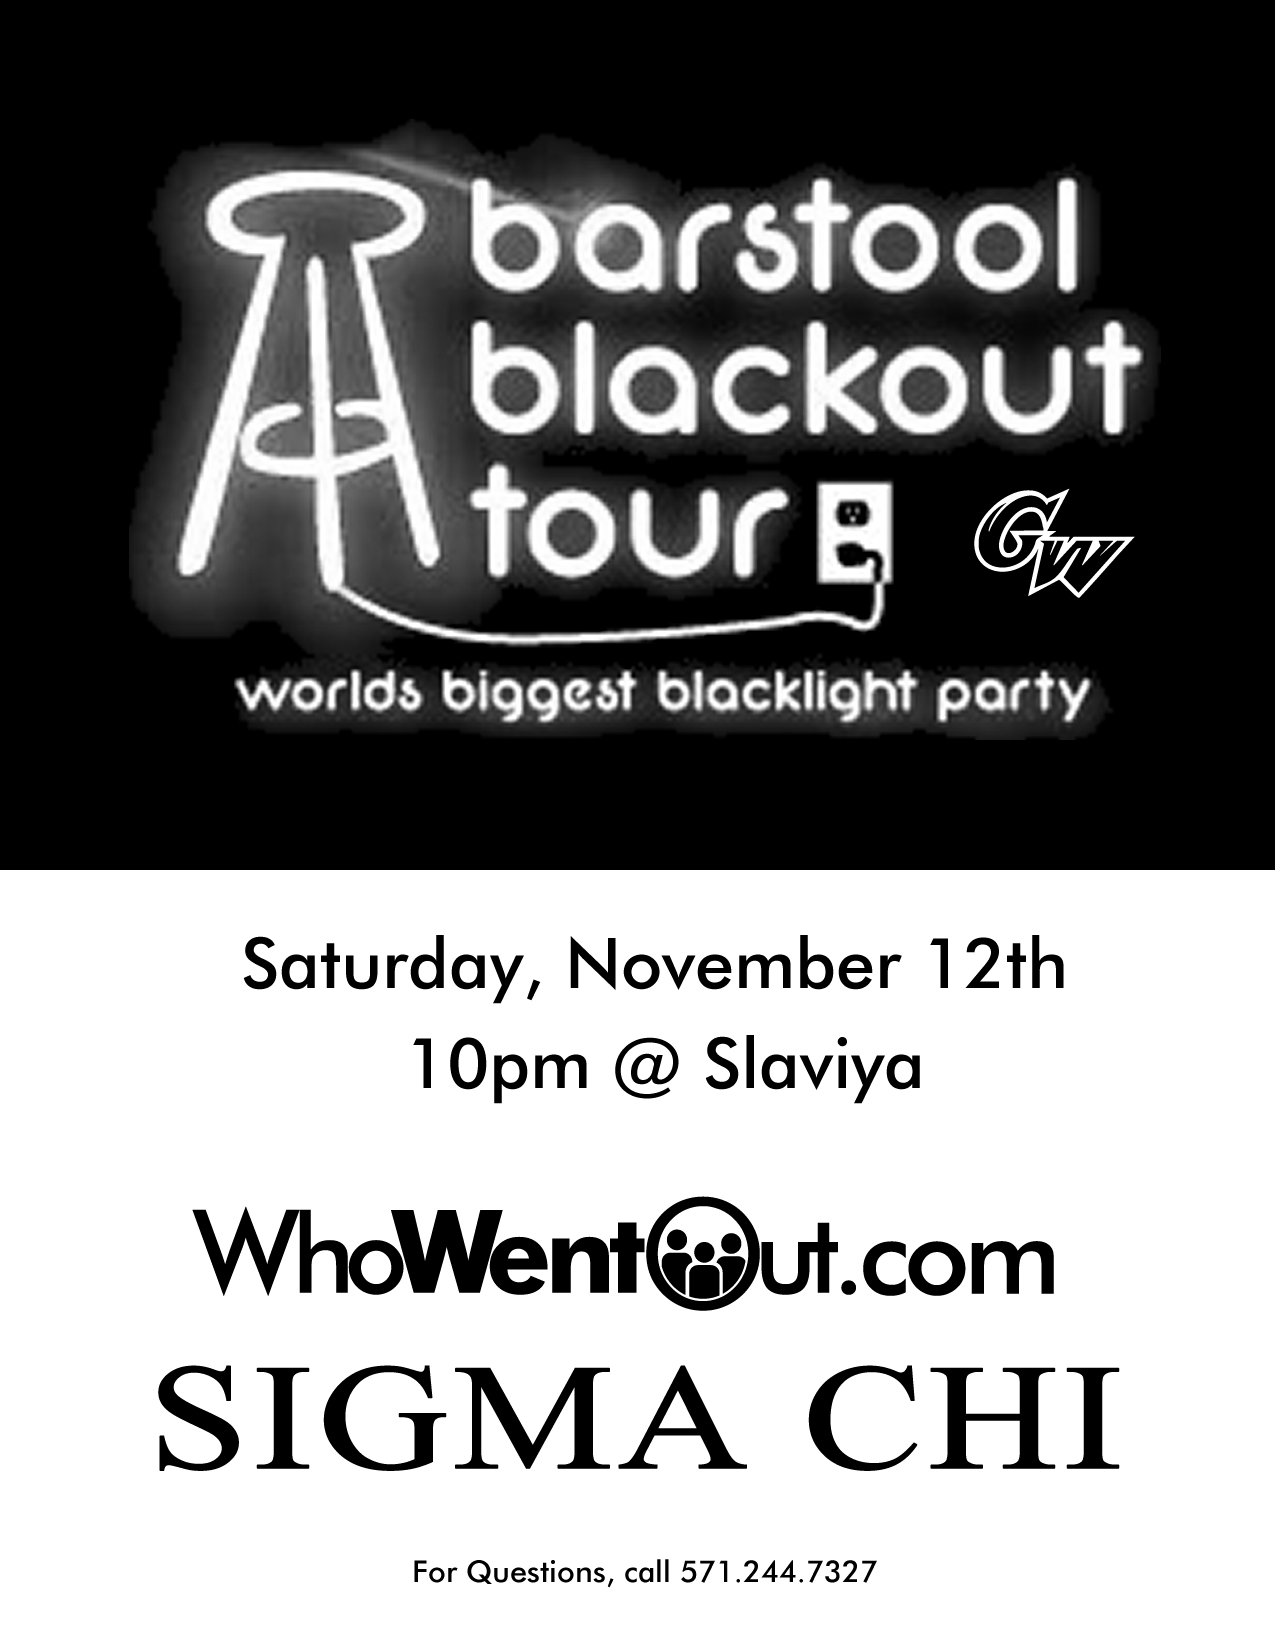 barstool
blackout
tour
GW
worlds biggest blacklight party
Saturday, November 12th
10pm @ Slaviya
WhoWentOut.com
SIGMA CHI
For Questions, call 571.244.7327